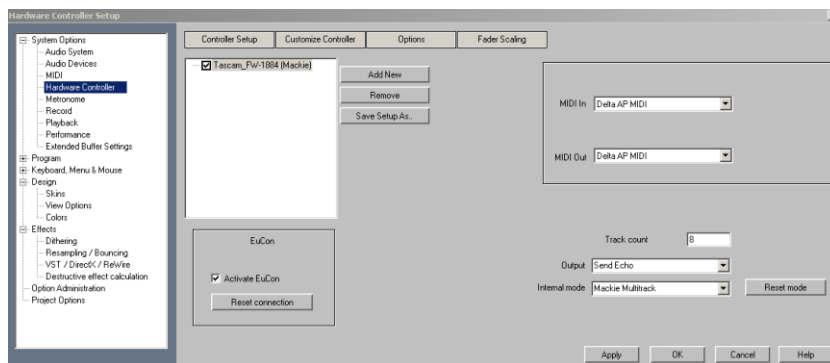 Hardware Controller Setup
System Options
Audio System
Audio Devices
MIDI
Hardware Controller
Metronome
Record
Playback
Performance
Extended Buffer Settings
Program
Keyboard, Menu & Mouse
Design
Skins
View Options
Colors
Effects
Dithering
Resampling / Bouncing
VST / DirectX / ReWire
Destructive effect calculation
Option Administration
Project Options
Controller Setup
Customize Controller
Options
Fader Scaling
Tascam_FW-1884 (Mackie)
Add New
Remove
Save Setup As..
MIDI In
Delta AP MIDI
MIDI Out
Delta AP MIDI
EuCon
Activate EuCon
Reset connection
Track count
8
Output
Send Echo
Internal mode
Mackie Multitrack
Reset mode
Apply
OK
Cancel
Help